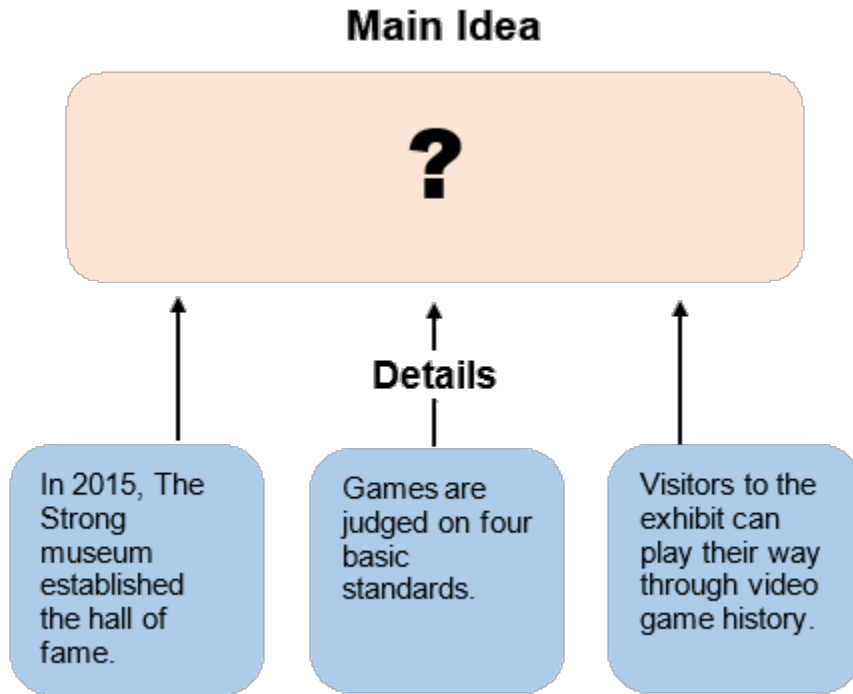 Main Idea
?
Details
In 2015, The
Strong
museum
established
the hall of
fame.
Games are
judged on four
basic
standards.
Visitors to the
exhibit can
play their way
through video
game history.